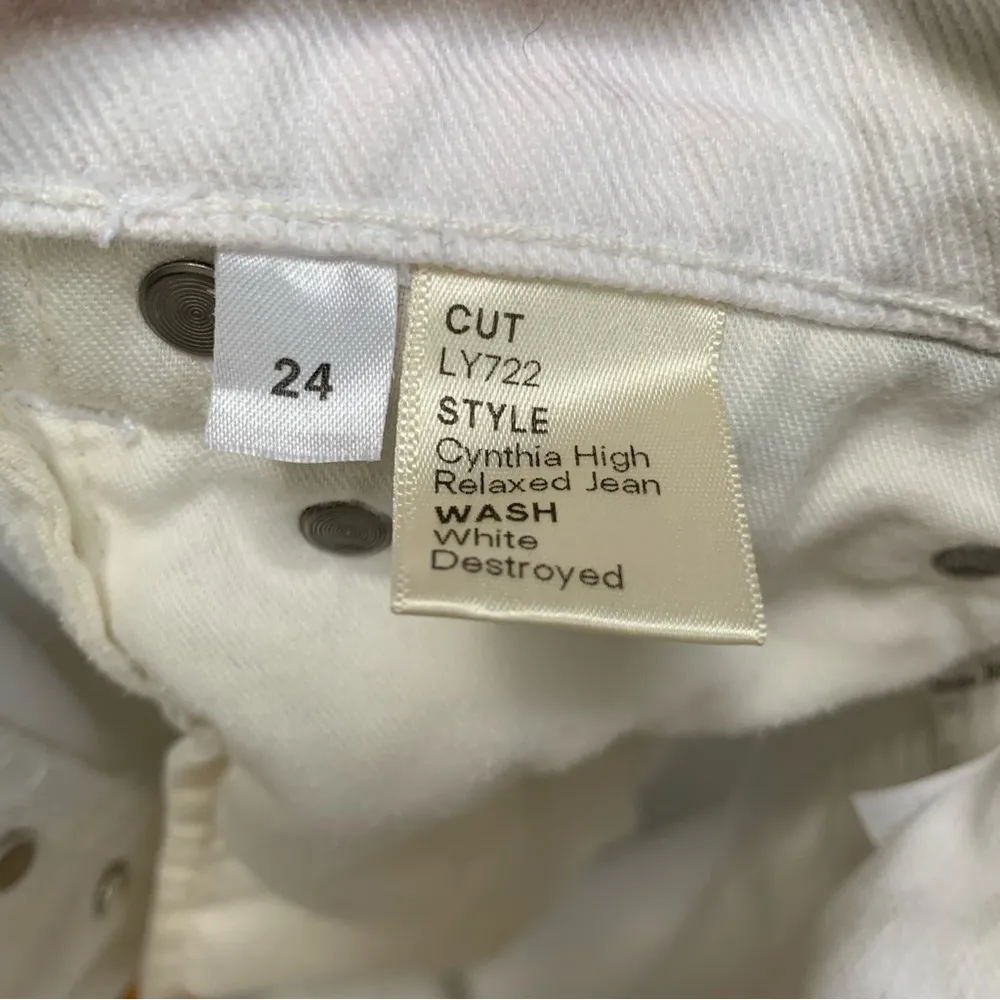 24
CUT
LY722
STYLE
Cynthia High
Relaxed Jean
WASH
White
Destroyed